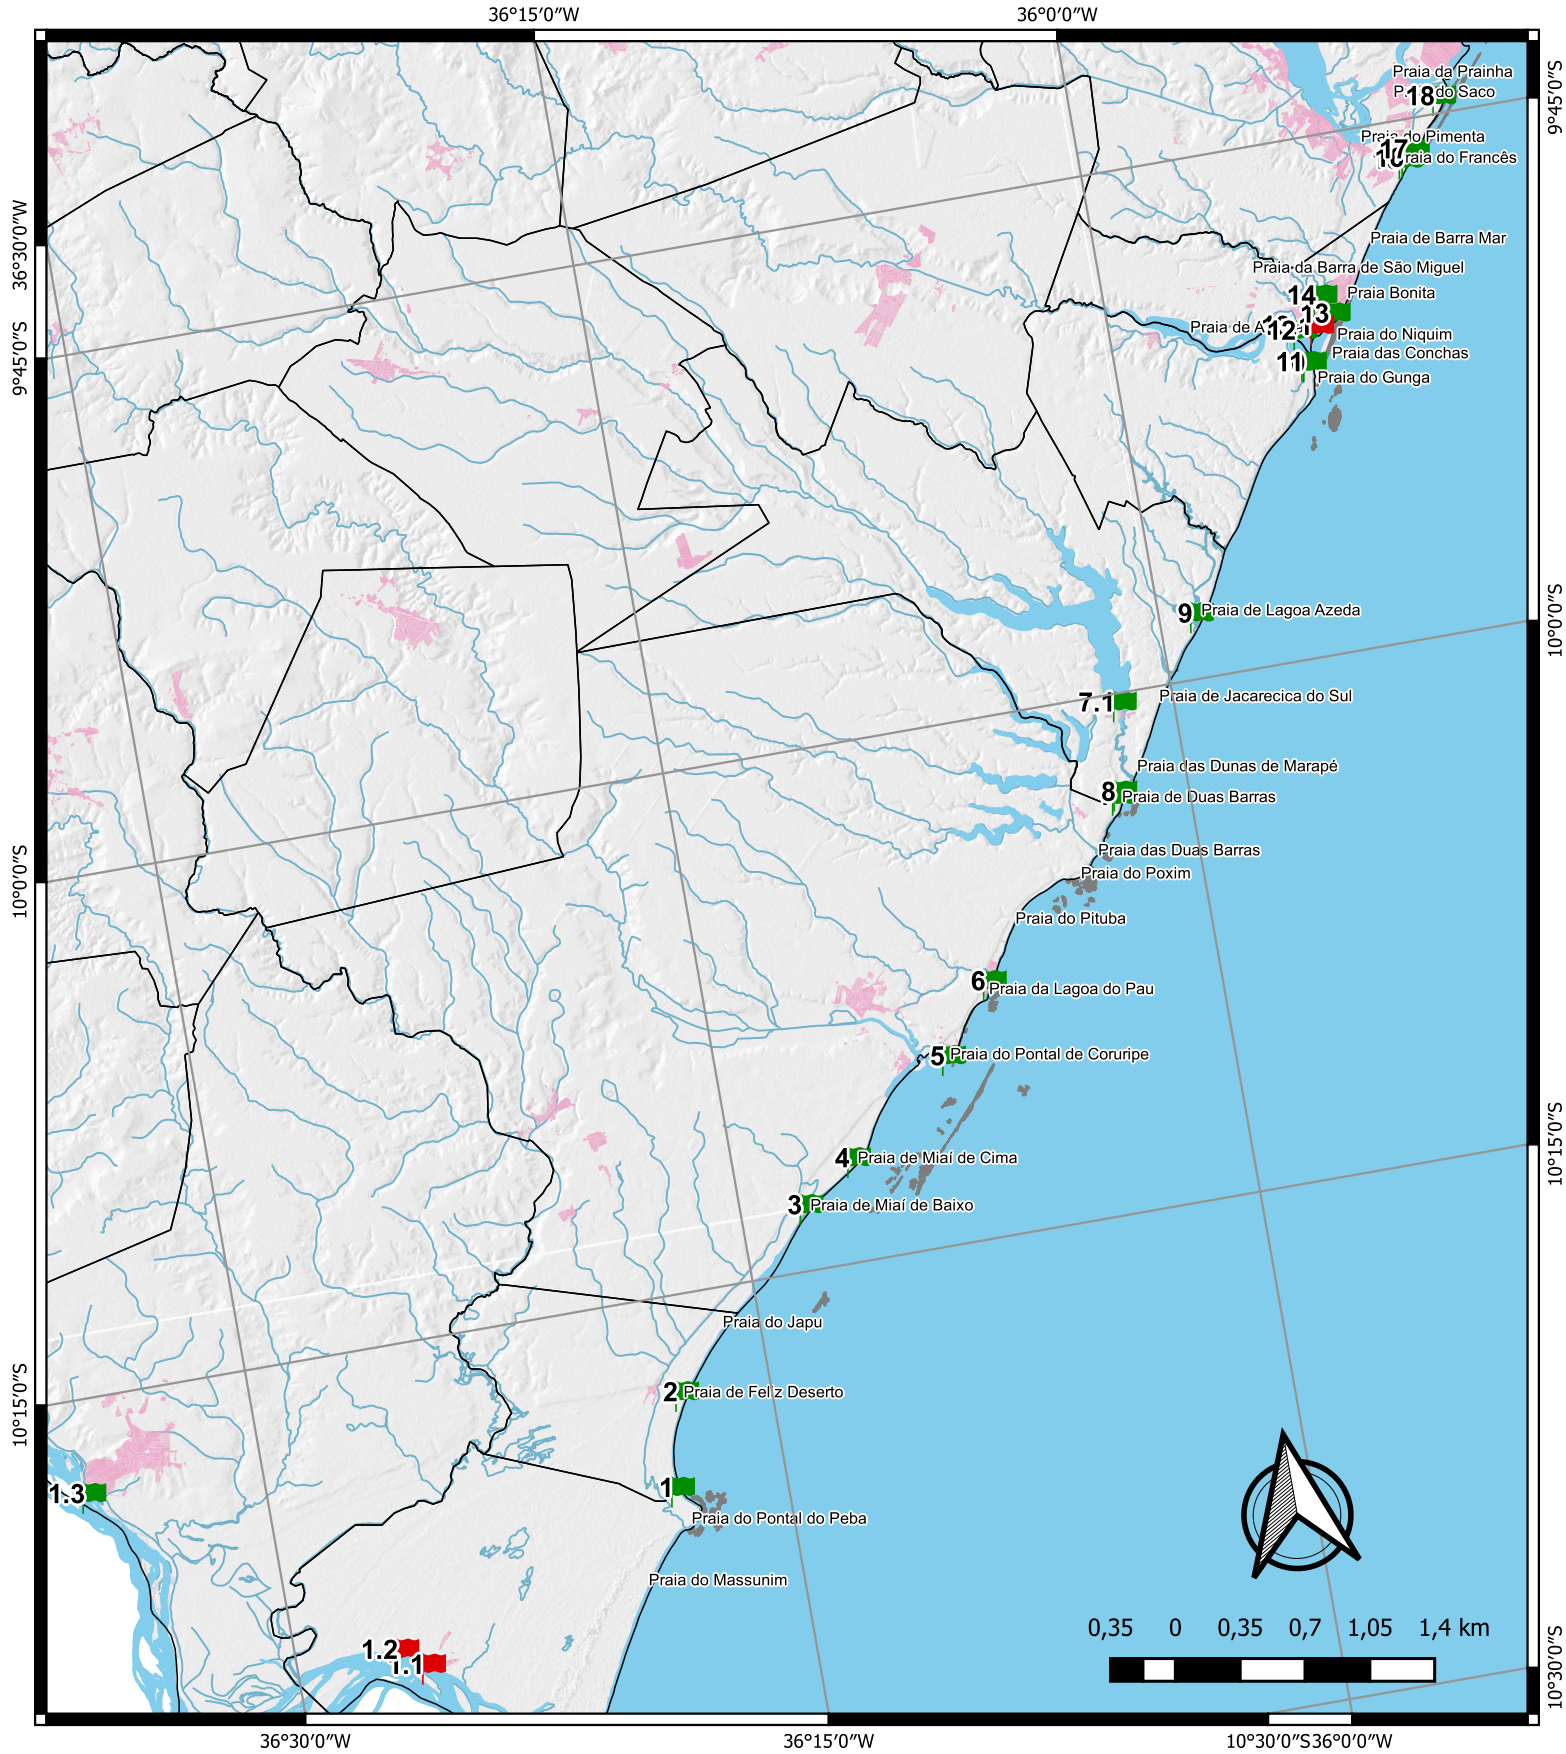 36°15'0"W
36°0'0"W
Praia da Prainha
9°45'0"S
18
do Saco
Praia do Pimenta
17
Praia do Francês
36°30'0"W
Praia de Barra Mar
Praia da Barra de São Miguel
14
Praia Bonita
13
Praia de
12
Praia do Niquim
9°45'0"S
Praia das Conchas
11
Praia do Gunga
9
Praia de Lagoa Azeda
10°0'0"S
7.1
Praia de Jacarecica do Sul
Praia das Dunas de Marapé
8
Praia de Duas Barras
Praia das Duas Barras
10°0'0"S
Praia do Poxim
Praia do Pituba
6
Praia da Lagoa do Pau
5
Praia do Pontal de Coruripe
4
Praia de Miaí de Cima
10°15'0"S
3
Praia de Miaí de Baixo
Praia do Japu
2
Praia de Feliz Deserto
10°15'0"S
1
1.3
Praia do Pontal do Peba
Praia do Massunim
0,35 0 0,35 0,7 1,05 1,4 km
1.2
1.1
10°30'0"S
36°30'0"W
36°15'0"W
10°30'0"S
36°0'0"W